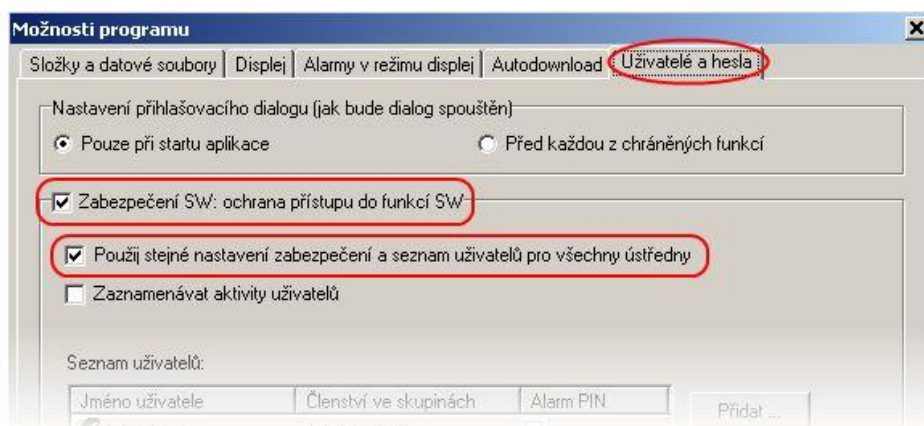 Možnosti programu
Složky a datové soubory Displej Alarmy v režimu displej Autodownload Uživatelé a hesla
Nastavení přihlašovacího dialogu (jak bude dialog spouštěn)
Pouze při startu aplikace Před každou z chráněných funkcí
Zabezpečení SW: ochrana přístupu do funkcí SW
Použij stejné nastavení zabezpečení a seznam uživatelů pro všechny ústředny
Zaznamenávat aktivity uživatelů
Seznam uživatelů:
Jméno uživatele Členství ve skupinách Alarm PIN Přidat ...